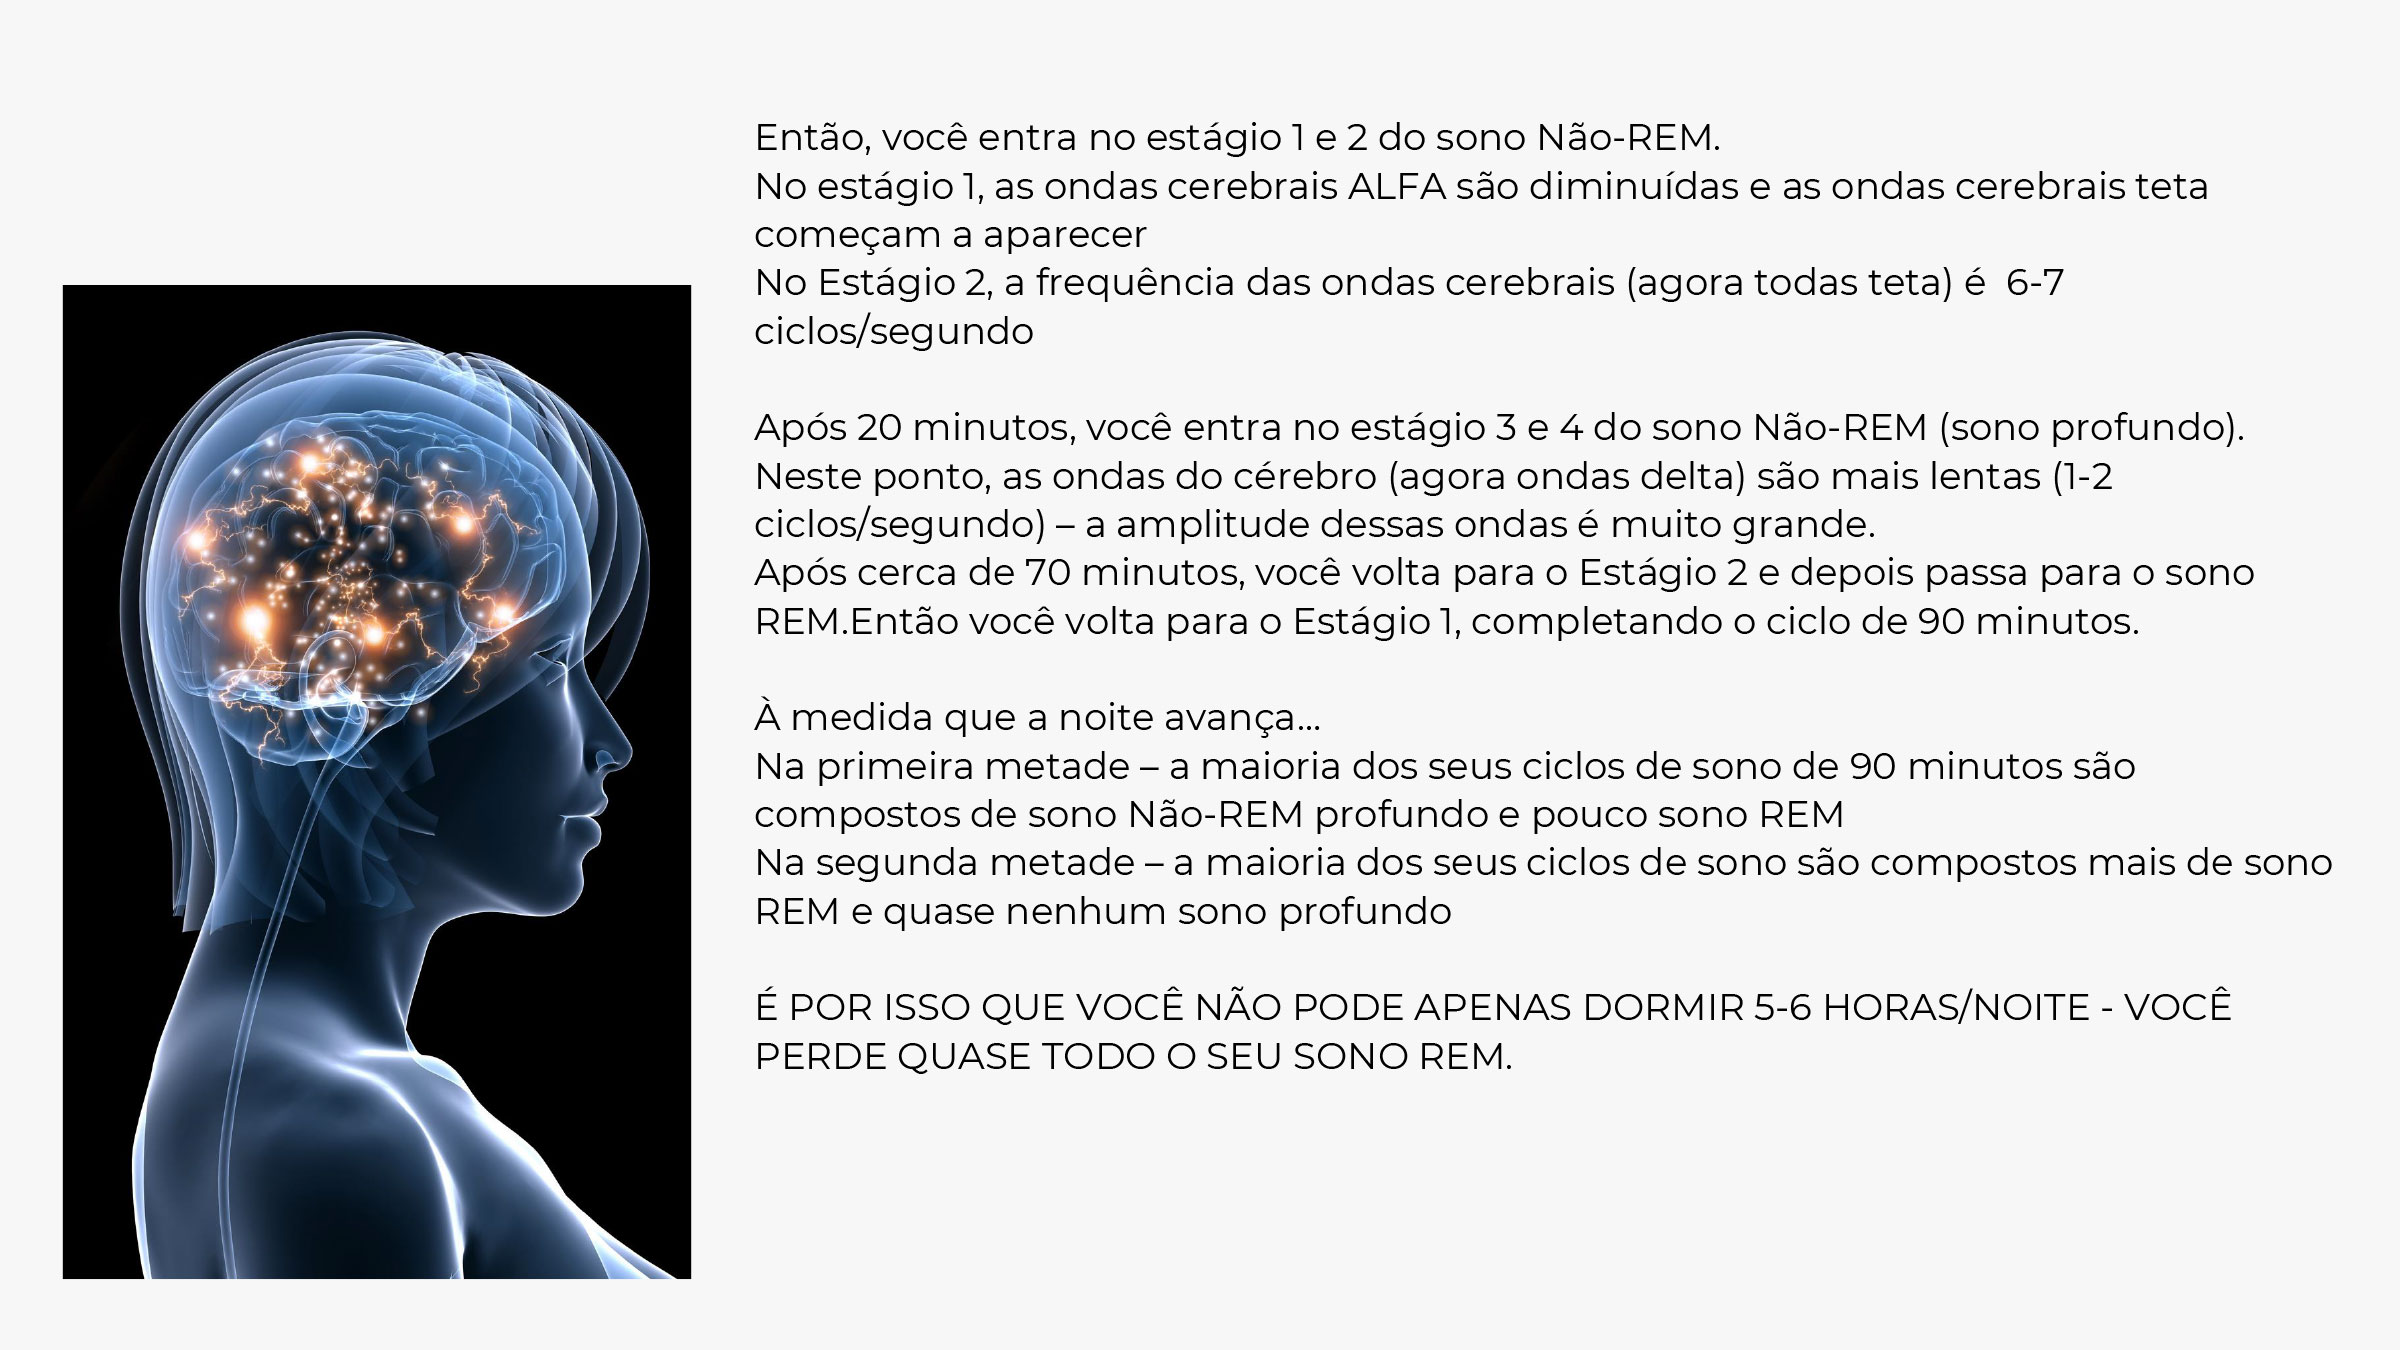 Então, você entra no estágio 1 e 2 do sono Não-REM.
No estágio 1, as ondas cerebrais ALFA são diminuídas e as ondas cerebrais teta
começam a aparecer
No Estágio 2, a frequência das ondas cerebrais (agora todas teta) é  6-7
ciclos/segundo
Após 20 minutos, você entra no estágio 3 e 4 do sono Não-REM (sono profundo).
Neste ponto, as ondas do cérebro (agora ondas delta) são mais lentas (1-2
ciclos/segundo) – a amplitude dessas ondas é muito grande.
Após cerca de 70 minutos, você volta para o Estágio 2 e depois passa para o sono
REM.Então você volta para o Estágio 1, completando o ciclo de 90 minutos.
À medida que a noite avança...
Na primeira metade – a maioria dos seus ciclos de sono de 90 minutos são
compostos de sono Não-REM profundo e pouco sono REM
Na segunda metade – a maioria dos seus ciclos de sono são compostos mais de sono
REM e quase nenhum sono profundo
É POR ISSO QUE VOCÊ NÃO PODE APENAS DORMIR 5-6 HORAS/NOITE - VOCÊ
PERDE QUASE TODO O SEU SONO REM.